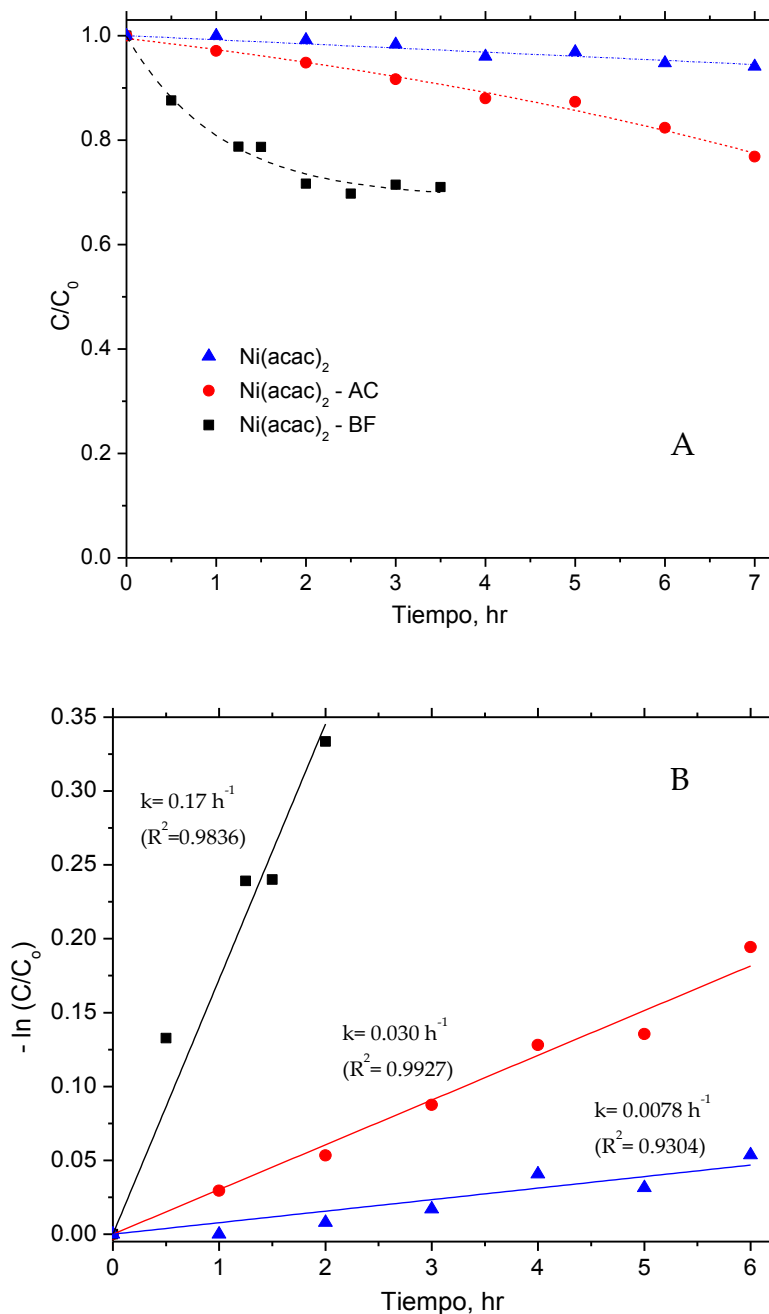 1.0
0.8
0.6
0.4
0.2
0.0
C/C₀
Ni(acac)₂
Ni(acac)₂ - AC
Ni(acac)₂ - BF
A
0 1 2 3 4 5 6 7
Tiempo, hr
0.35
0.30
0.25
0.20
0.15
0.10
0.05
0.00
- ln (C/Cₒ)
B
k= 0.17 h⁻¹
(R²=0.9836)
k= 0.030 h⁻¹
(R²= 0.9927)
k= 0.0078 h⁻¹
(R²= 0.9304)
0 1 2 3 4 5 6
Tiempo, hr